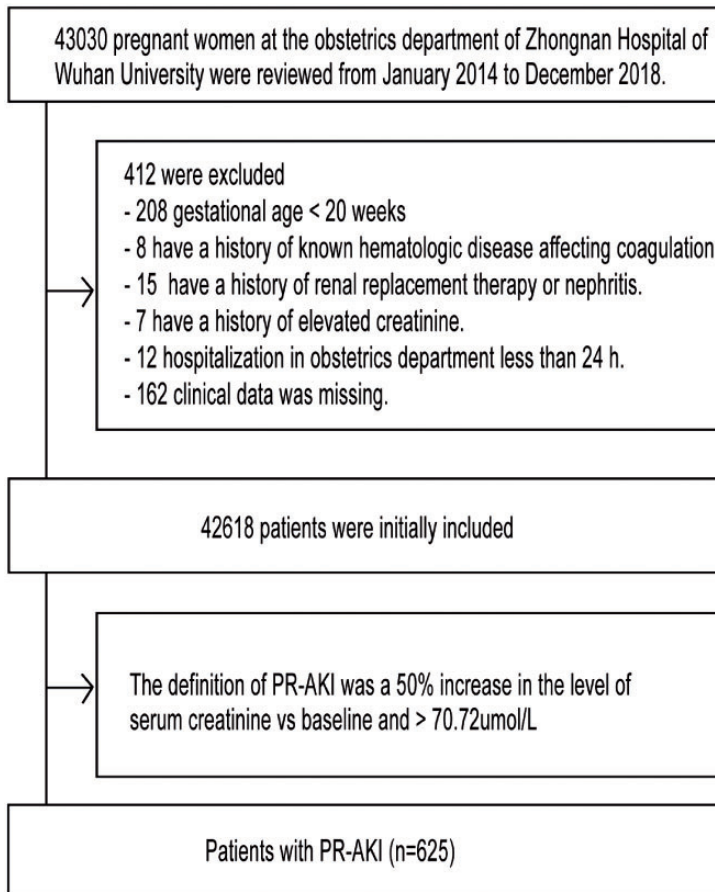 43030 pregnant women at the obstetrics department of Zhongnan Hospital of
Wuhan University were reviewed from January 2014 to December 2018.
412 were excluded
- 208 gestational age < 20 weeks
- 8 have a history of known hematologic disease affecting coagulation
- 15 have a history of renal replacement therapy or nephritis.
- 7 have a history of elevated creatinine.
- 12 hospitalization in obstetrics department less than 24 h.
- 162 clinical data was missing.
42618 patients were initially included
The definition of PR-AKI was a 50% increase in the level of
serum creatinine vs baseline and > 70.72umol/L
Patients with PR-AKI (n=625)